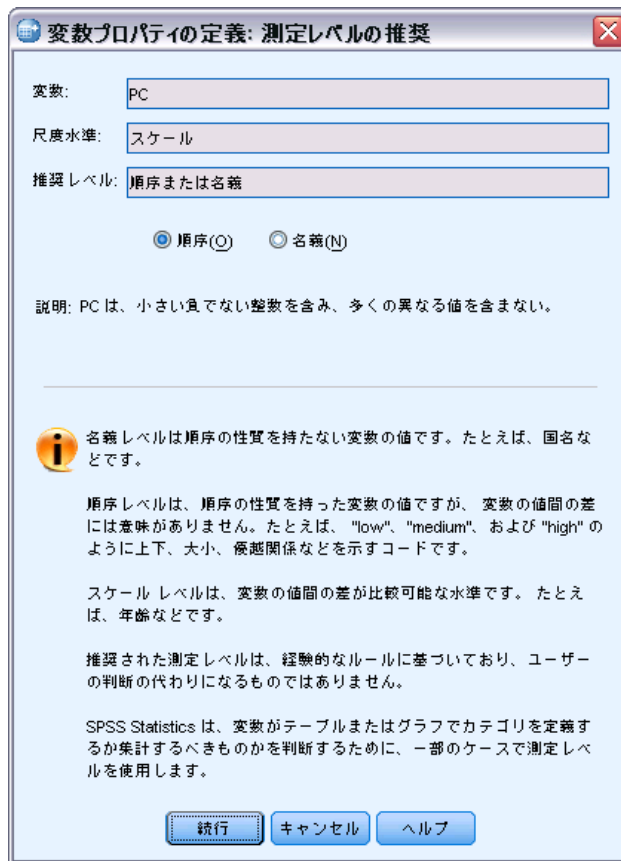 変数プロパティの定義: 測定レベルの推奨
変数: PC
尺度水準: スケール
推奨レベル: 順序または名義
順序(O) 名義(N)
説明: PC は、小さい負でない整数を含み、多くの異なる値を含まない。
名義レベルは順序の性質を持たない変数の値です。たとえば、国名な
どです。
順序レベルは、順序の性質を持った変数の値ですが、 変数の値間の差
には意味がありません。たとえば、 "low"、"medium"、および "high" の
ように上下、大小、優越関係などを示すコードです。
スケール レベルは、変数の値間の差が比較可能な水準です。 たとえ
ば、年齢などです。
推奨された測定レベルは、経験的なルールに基づいており、ユーザー
の判断の代わりになるものではありません。
SPSS Statistics は、変数がテーブルまたはグラフでカテゴリを定義す
るか集計するべきものかを判断するために、一部のケースで測定レベ
ルを使用します。
続行 キャンセル ヘルプ